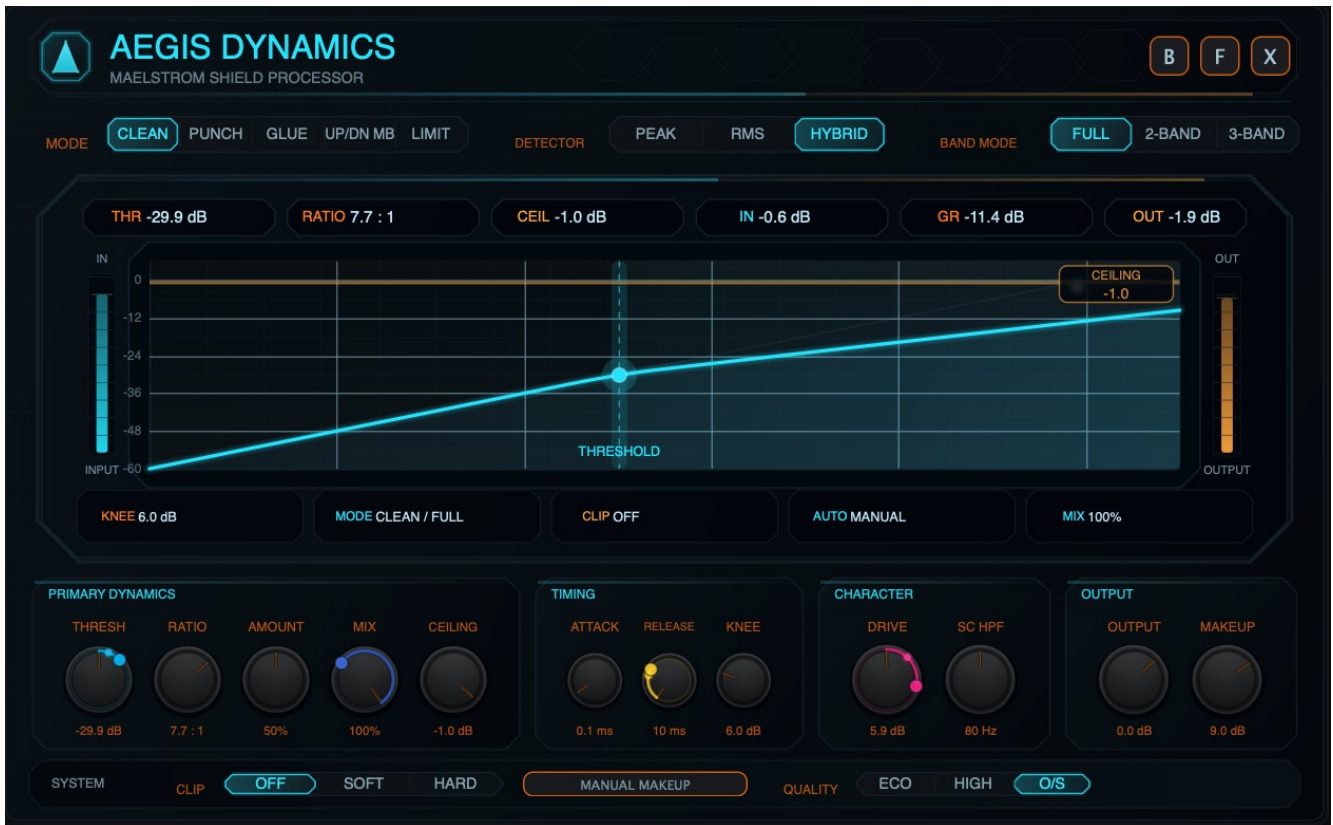 AEGIS DYNAMICS
MAELSTROM SHIELD PROCESSOR
B F X
MODE CLEAN PUNCH GLUE UP/DN MB LIMIT DETECTOR PEAK RMS HYBRID BAND MODE FULL 2-BAND 3-BAND
THR -29.9 dB RATIO 7.7 : 1 CEIL -1.0 dB IN -0.6 dB GR -11.4 dB OUT -1.9 dB
IN OUT
0
CEILING
-1.0
-12
-24
-36
-48
THRESHOLD
INPUT -60 OUTPUT
KNEE 6.0 dB MODE CLEAN / FULL CLIP OFF AUTO MANUAL MIX 100%
PRIMARY DYNAMICS TIMING CHARACTER OUTPUT
THRESH RATIO AMOUNT MIX CEILING ATTACK RELEASE KNEE DRIVE SC HPF OUTPUT MAKEUP
-29.9 dB 7.7 : 1 50% 100% -1.0 dB 0.1 ms 10 ms 6.0 dB 5.9 dB 80 Hz 0.0 dB 9.0 dB
SYSTEM CLIP OFF SOFT HARD MANUAL MAKEUP QUALITY ECO HIGH O/S